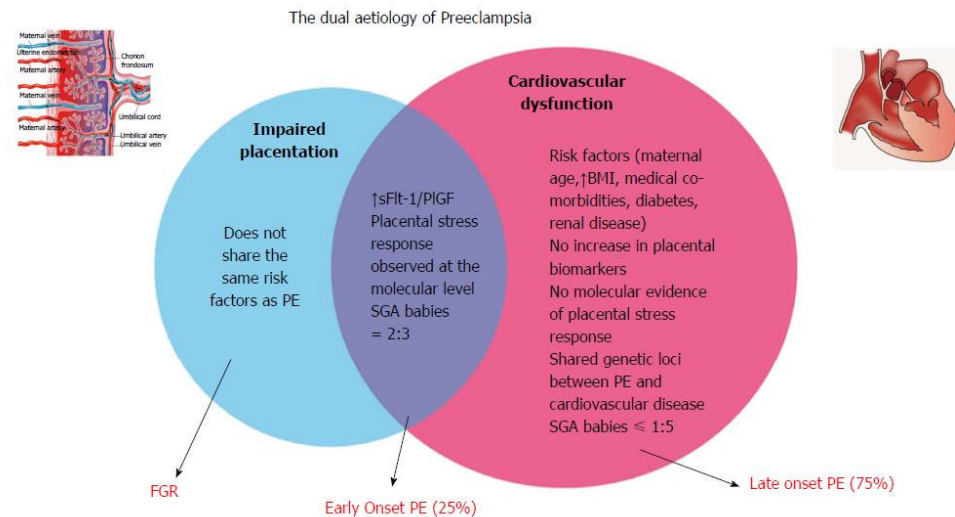 The dual aetiology of Preeclampsia
Maternal vein
Uterine endometrium
Maternal artery
Maternal vein
Maternal artery
Chorion
frondosum
Umbilical cord
Umbilical artery
Umbilical vein
Impaired
placentation
Does not
share the
same risk
factors as PE
↑sFlt-1/PlGF
Placental stress
response
observed at the
molecular level
SGA babies
= 2:3
Cardiovascular
dysfunction
Risk factors (maternal
age,↑BMI, medical co-
morbidities, diabetes,
renal disease)
No increase in placental
biomarkers
No molecular evidence
of placental stress
response
Shared genetic loci
between PE and
cardiovascular disease
SGA babies ⩽ 1:5
FGR
Early Onset PE (25%)
Late onset PE (75%)